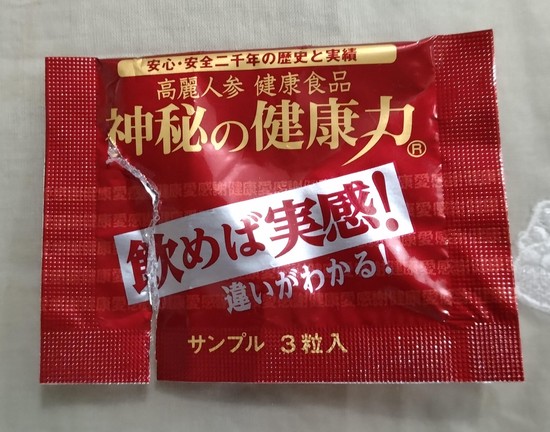 安心・安全二千年の歴史と実績
高麗人参 健康食品
神秘の健康力®
飲めば実感!
違いがわかる!
サンプル 3粒入